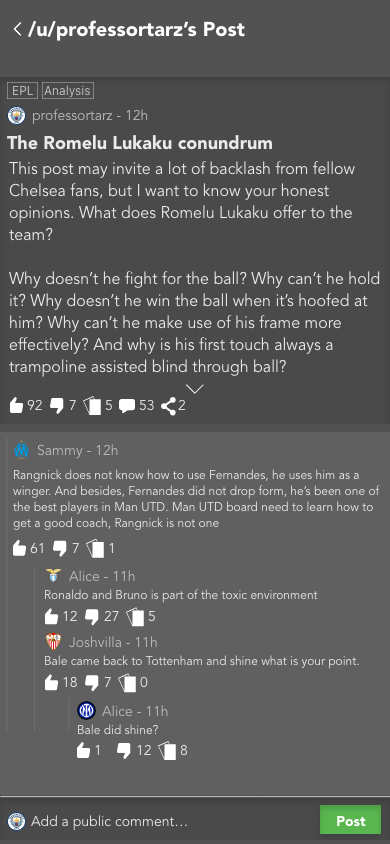 /u/professortarz's Post
EPL Analysis
professortarz - 12h
The Romelu Lukaku conundrum
This post may invite a lot of backlash from fellow
Chelsea fans, but I want to know your honest
opinions. What does Romelu Lukaku offer to the
team?
Why doesn't he fight for the ball? Why can't he hold
it? Why doesn't he win the ball when it's hoofed at
him? Why can't he make use of his frame more
effectively? And why is his first touch always a
trampoline assisted blind through ball?
92 7 5 53 2
Sammy - 12h
Rangnick does not know how to use Fernandes, he uses him as a
winger. And besides, Fernandes did not drop form, he's been one of
the best players in Man UTD. Man UTD board need to learn how to
get a good coach, Rangnick is not one
61 7 1
Alice - 11h
Ronaldo and Bruno is part of the toxic environment
12 27 5
Joshvilla - 11h
Bale came back to Tottenham and shine what is your point.
18 7 0
Alice - 11h
Bale did shine?
1 12 8
Add a public comment... Post